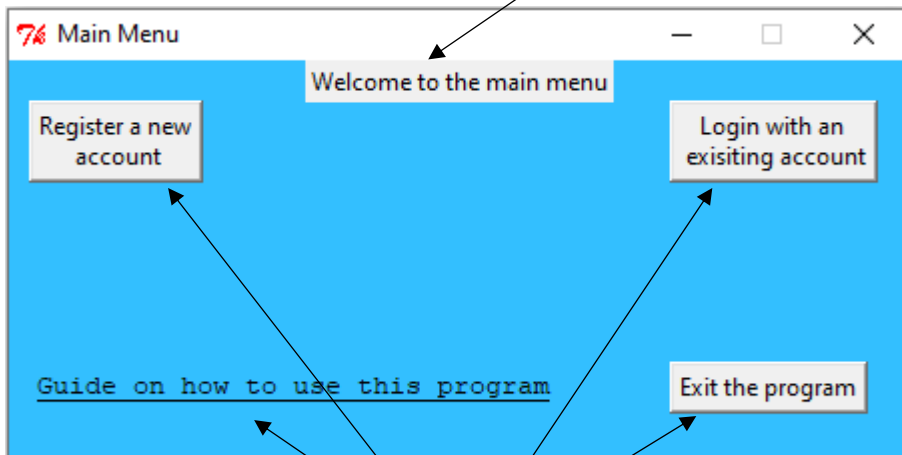 Main Menu
Welcome to the main menu
Register a new
account
Login with an
exisiting account
Guide on how to use this program
Exit the program